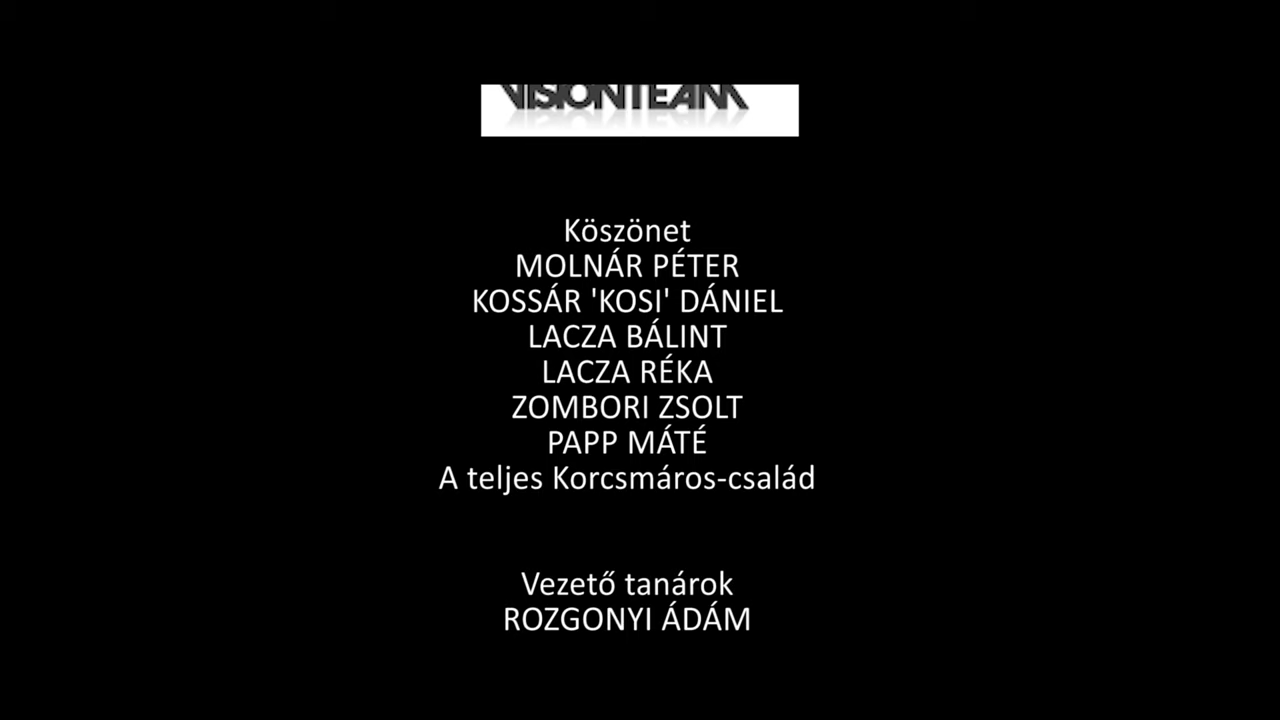 VISIONTEAM
Köszönet
MOLNÁR PÉTER
KOSSÁR 'KOSI' DÁNIEL
LACZA BÁLINT
LACZA RÉKA
ZOMBORI ZSOLT
PAPP MÁTÉ
A teljes Korcsmáros-család
Vezető tanárok
ROZGONYI ÁDÁM